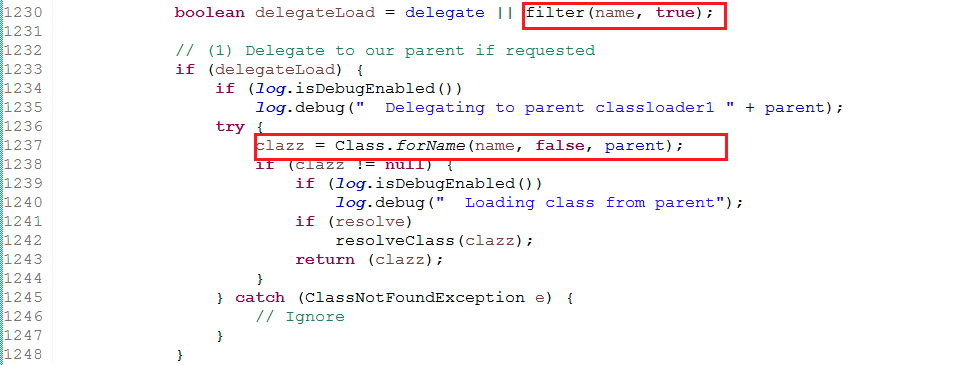 1230 boolean delegateLoad = delegate || filter(name, true);
1231
1232 // (1) Delegate to our parent if requested
1233 if (delegateLoad) {
1234 if (log.isDebugEnabled())
1235 log.debug("  Delegating to parent classloader1 " + parent);
1236 try {
1237 clazz = Class.forName(name, false, parent);
1238 if (clazz != null) {
1239 if (log.isDebugEnabled())
1240 log.debug("  Loading class from parent");
1241 if (resolve)
1242 resolveClass(clazz);
1243 return (clazz);
1244 }
1245 } catch (ClassNotFoundException e) {
1246 // Ignore
1247 }
1248 }